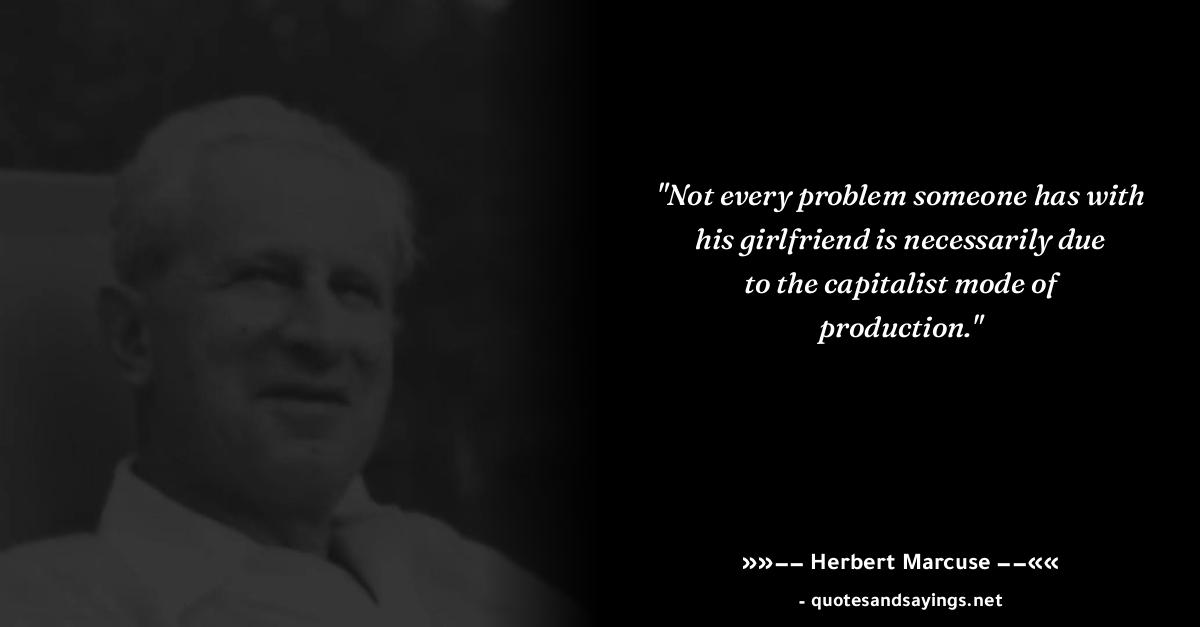 "Not every problem someone has with
his girlfriend is necessarily due
to the capitalist mode of
production."
»»–– Herbert Marcuse ––««
- quotesandsayings.net